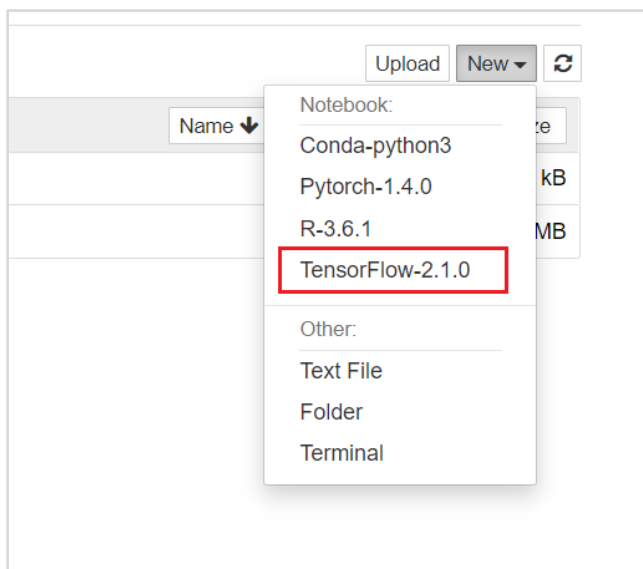 Upload New
Name ze
Notebook:
Conda-python3
kB
Pytorch-1.4.0
R-3.6.1
MB
TensorFlow-2.1.0
Other:
Text File
Folder
Terminal